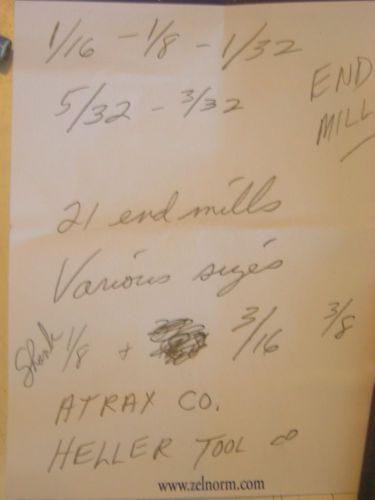 1/16 - 1/8 - 1/32
5/32 - 3/32
END
MILL
21 end mills
Various sizes
Shank 1/8 + 3/16 3/8
ATRAX CO.
HELLER TOOL CO
www.zelnorm.com